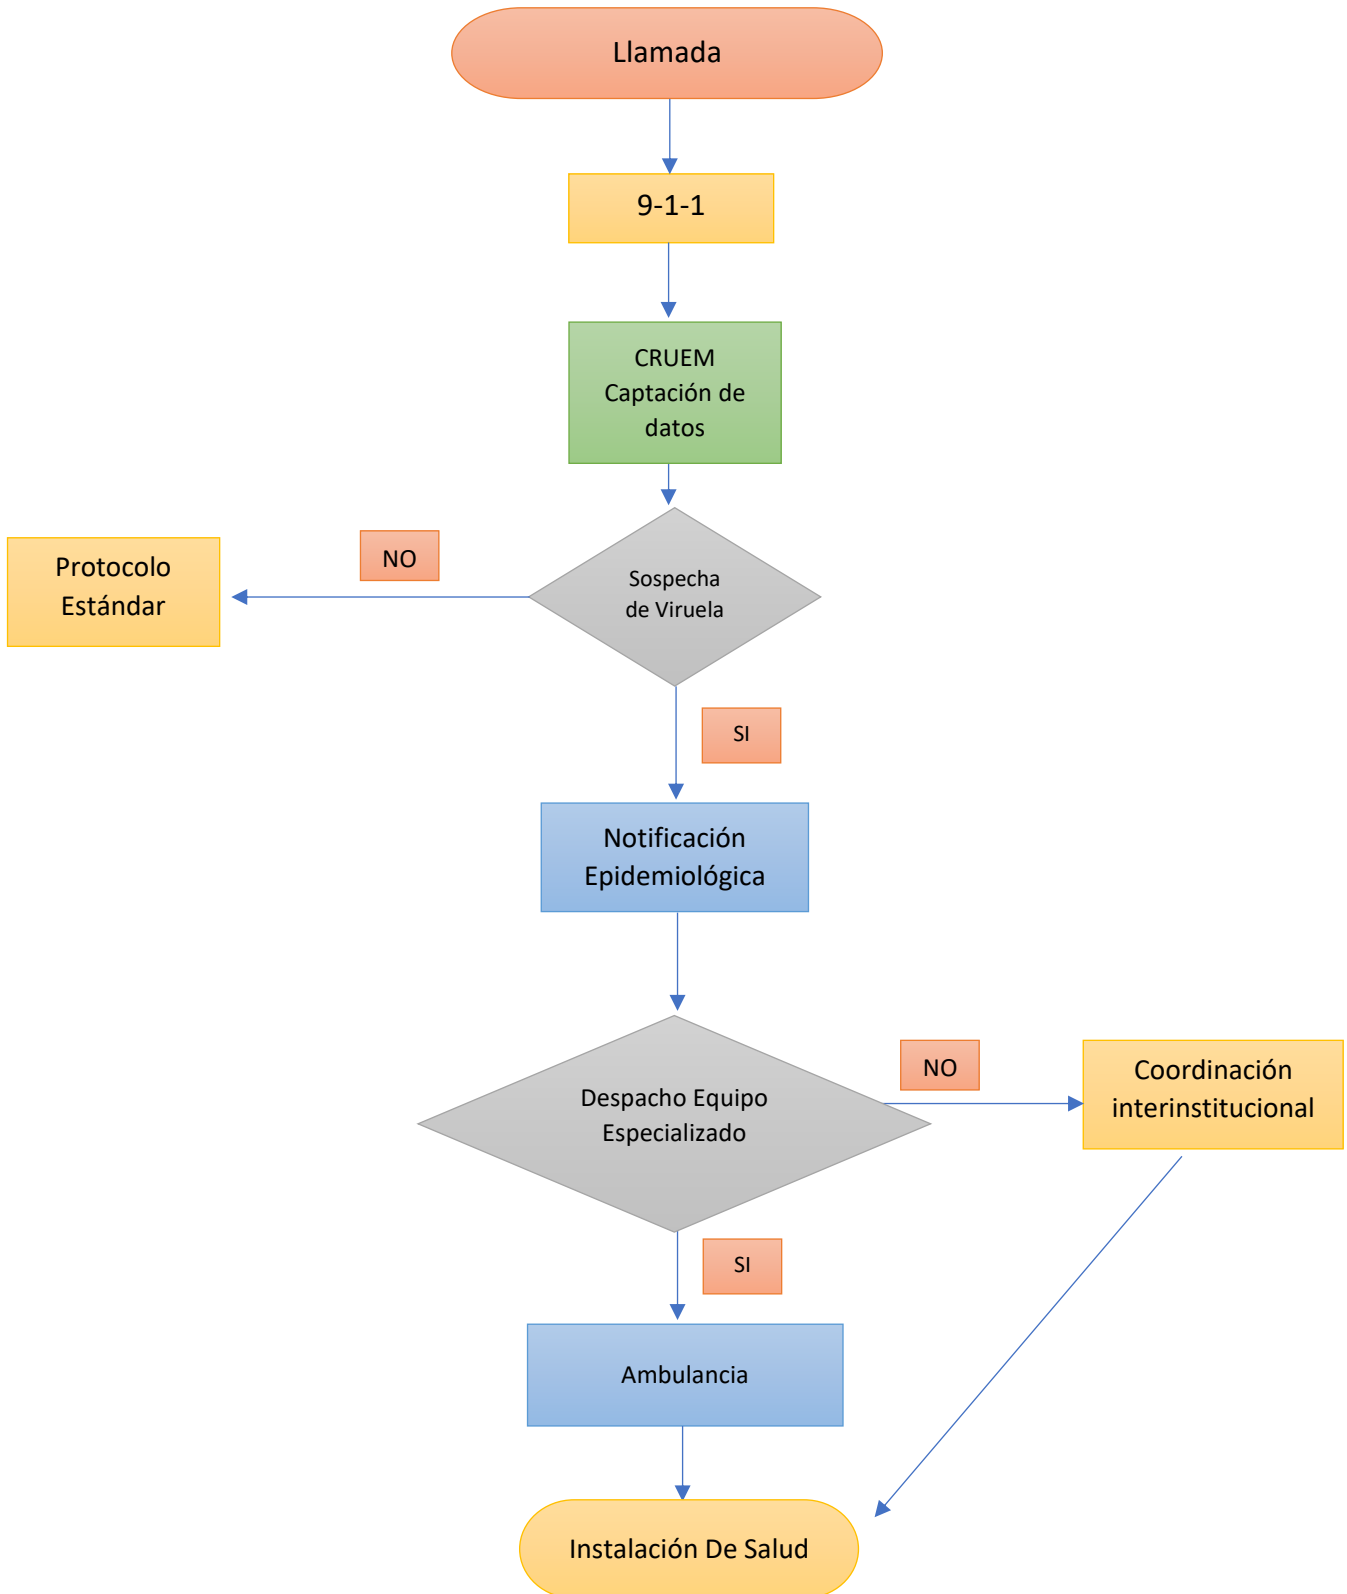 Llamada
9-1-1
CRUEM
Captación de
datos
Sospecha
de Viruela
NO
Protocolo
Estándar
SI
Notificación
Epidemiológica
Despacho Equipo
Especializado
NO
Coordinación
interinstitucional
SI
Ambulancia
Instalación De Salud